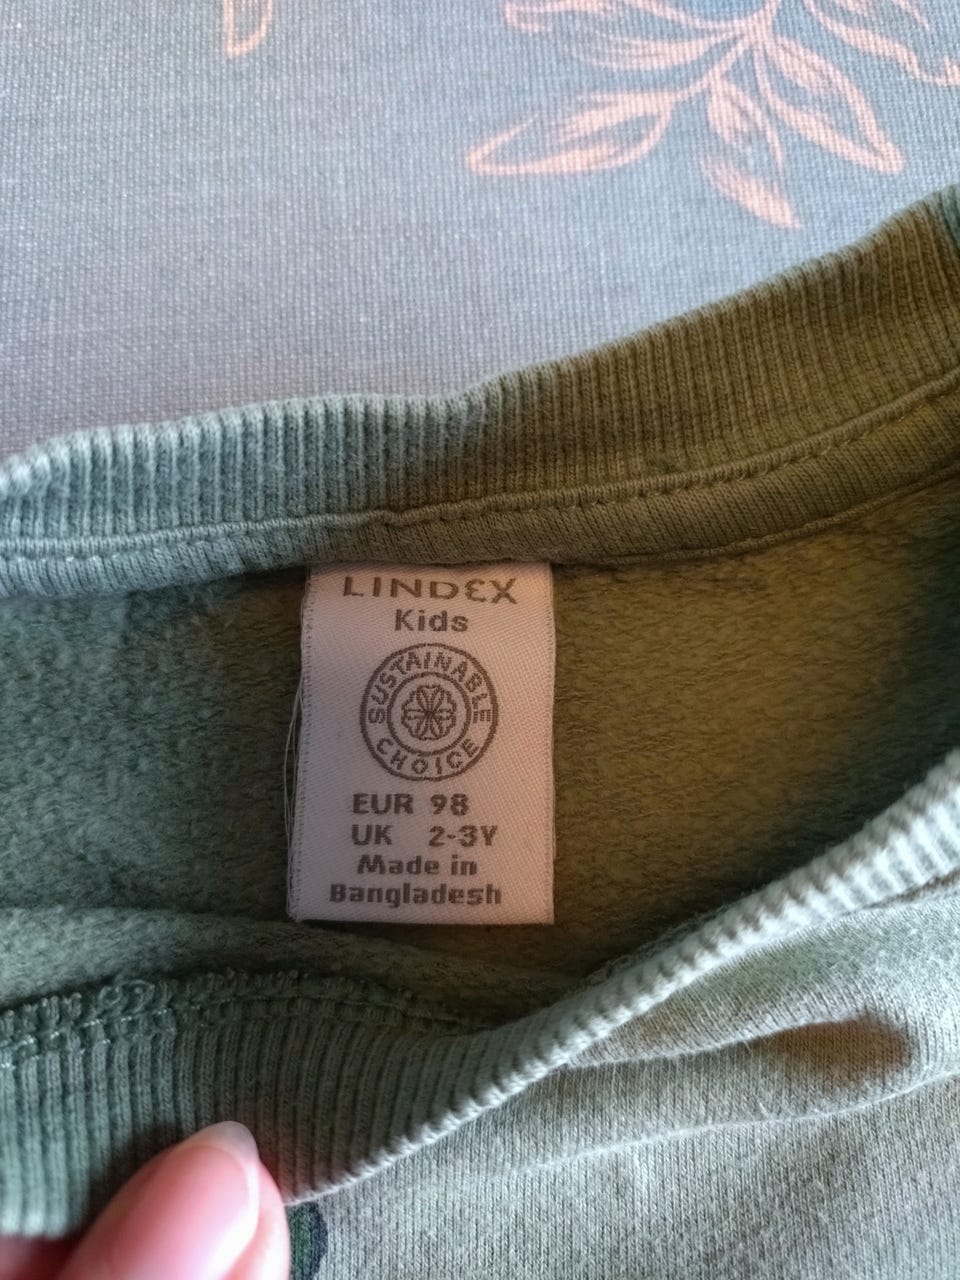 LINDEX
Kids
SUSTAINABLE
CHOICE
EUR 98
UK 2-3Y
Made in
Bangladesh